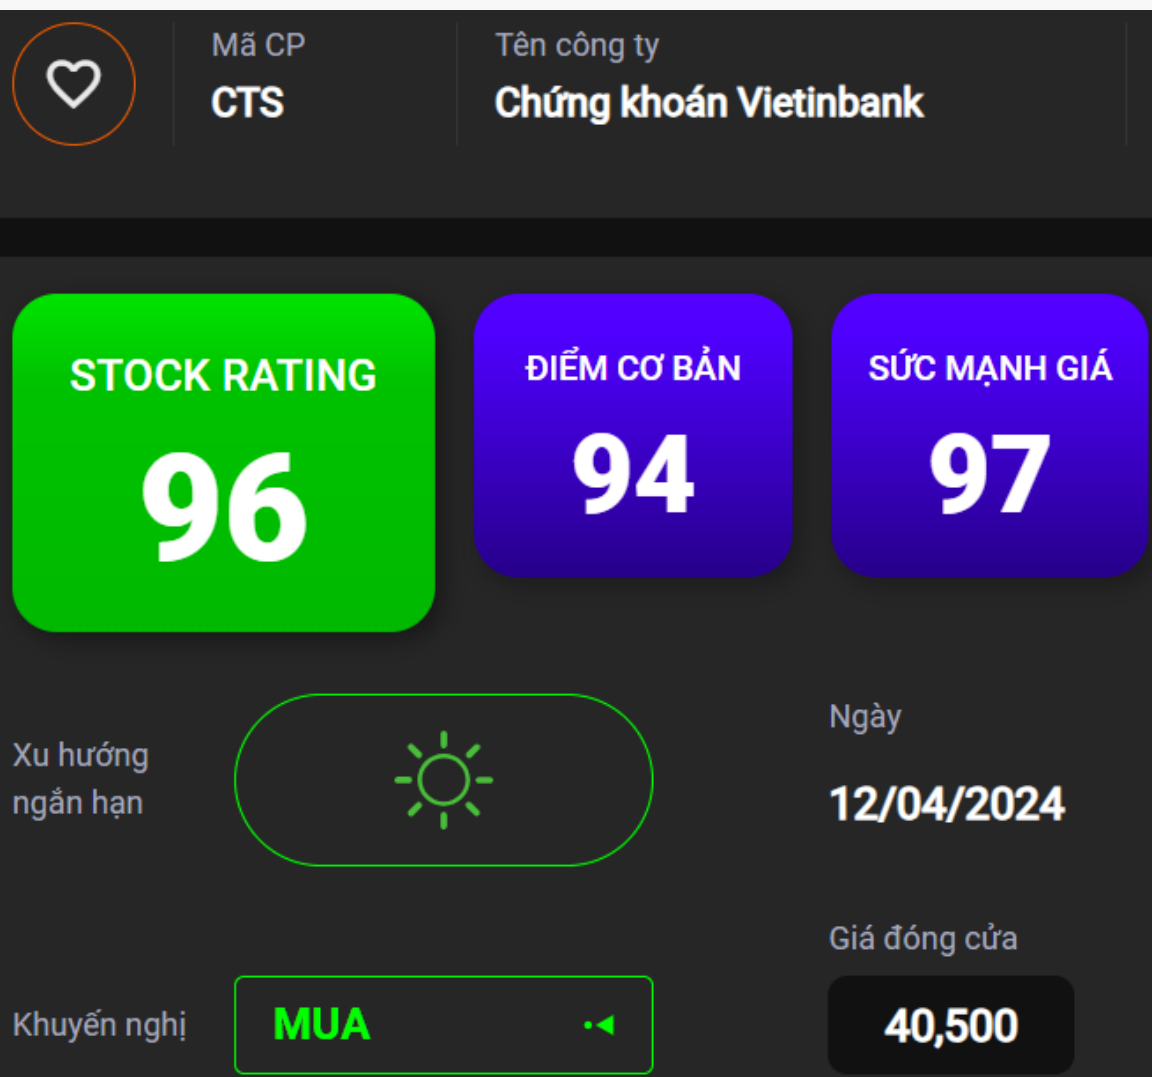 Mã CP
CTS
Tên công ty
Chứng khoán Vietinbank
STOCK RATING
96
ĐIỂM CƠ BẢN
94
SỨC MẠNH GIÁ
97
Xu hướng
ngắn hạn
Ngày
12/04/2024
Khuyến nghị
MUA
Giá đóng cửa
40,500